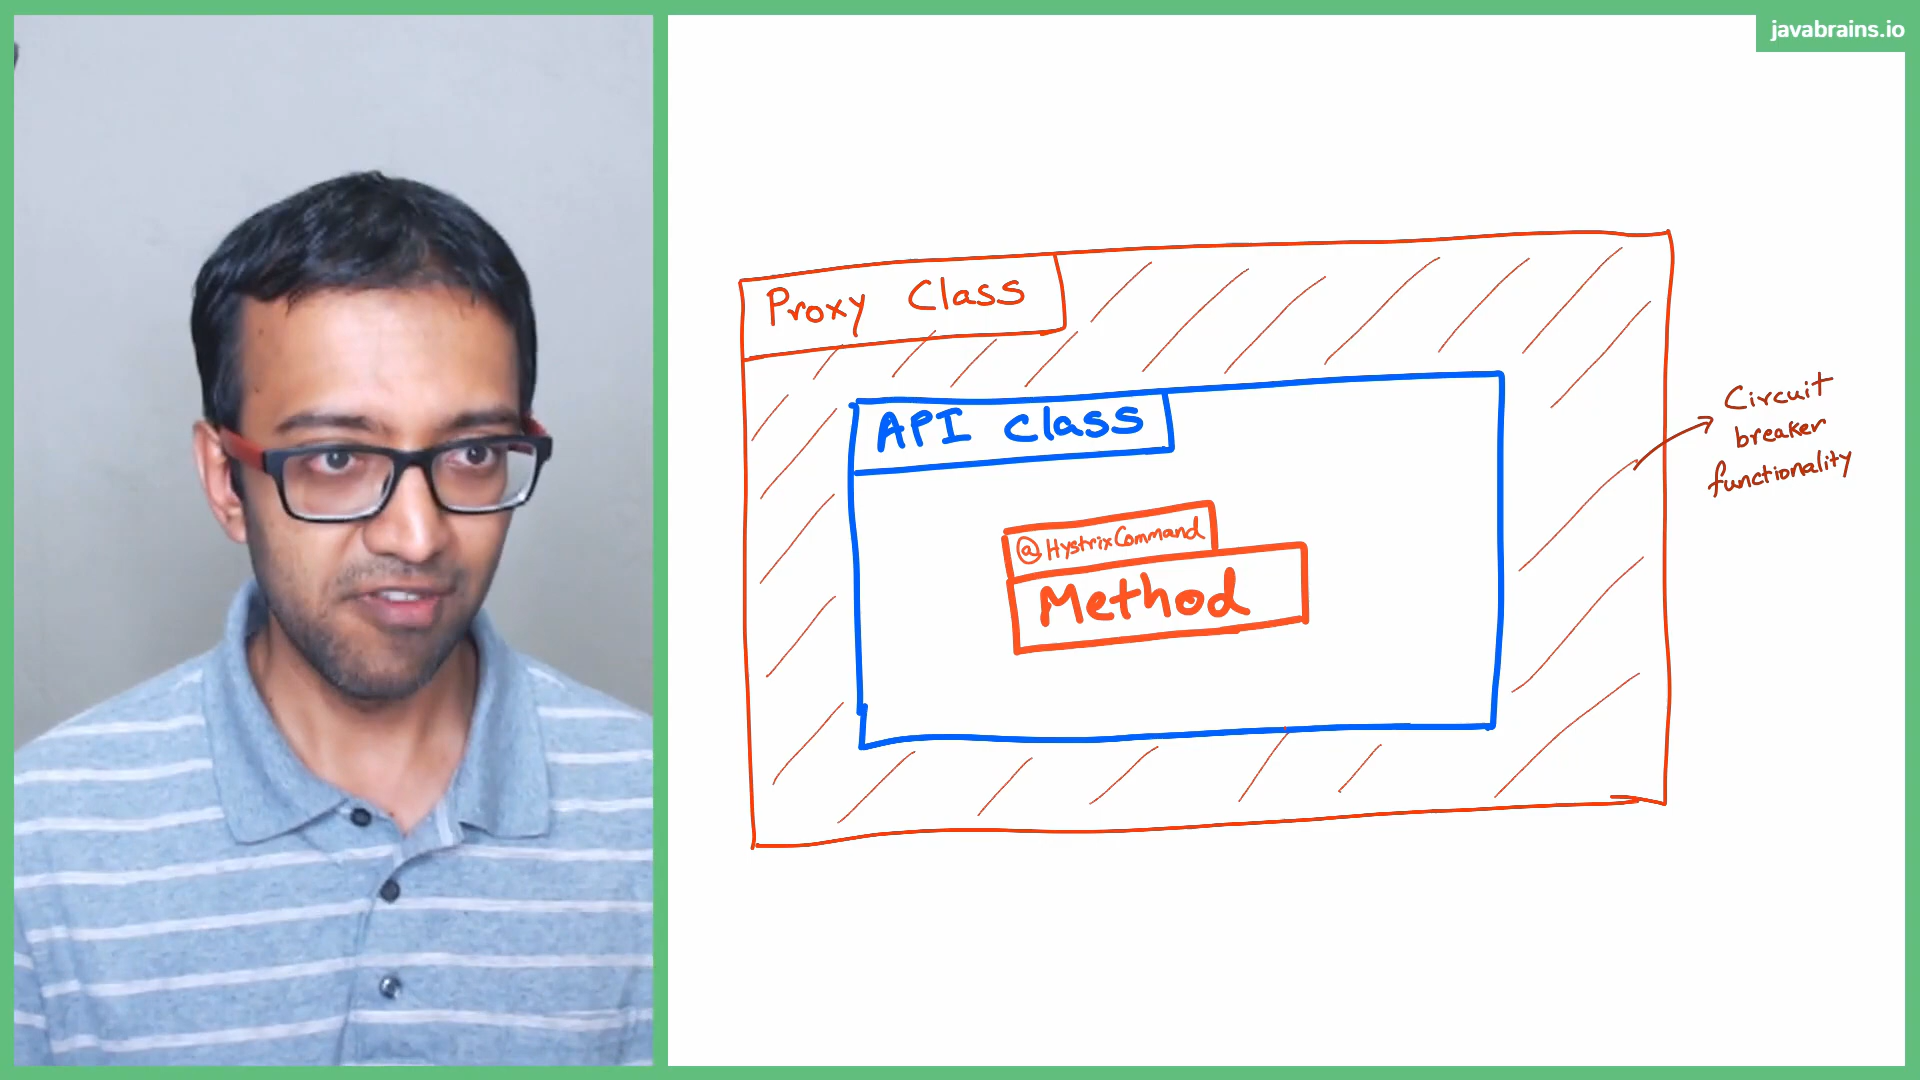 javabrains.io
Proxy Class
API Class
@HystrixCommand
Method
Circuit
breaker
functionality